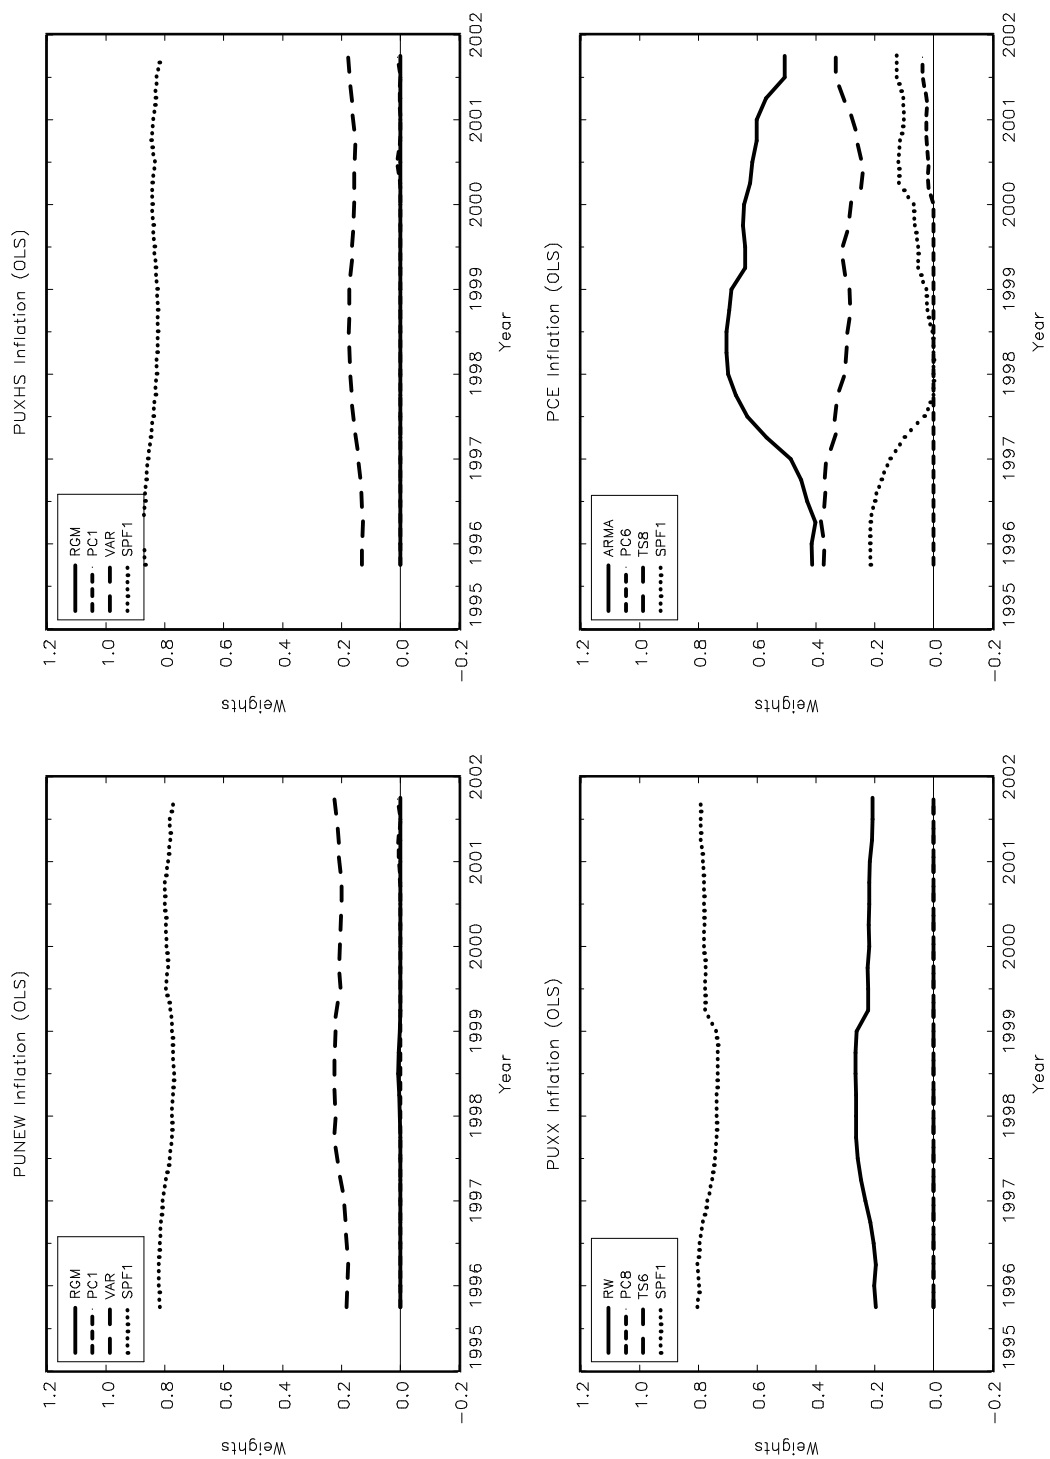 PUNEW Inflation (OLS)
Weights
1.2
1.0
0.8
0.6
0.4
0.2
0.0
−0.2
RGM
PC1
VAR
SPF1
1995 1996 1997 1998 1999 2000 2001 2002
Year
PUXHS Inflation (OLS)
Weights
1.2
1.0
0.8
0.6
0.4
0.2
0.0
−0.2
RGM
PC1
VAR
SPF1
1995 1996 1997 1998 1999 2000 2001 2002
Year
PUXX Inflation (OLS)
Weights
1.2
1.0
0.8
0.6
0.4
0.2
0.0
−0.2
RW
PC8
TS6
SPF1
1995 1996 1997 1998 1999 2000 2001 2002
Year
PCE Inflation (OLS)
Weights
1.2
1.0
0.8
0.6
0.4
0.2
0.0
−0.2
ARMA
PC6
TS8
SPF1
1995 1996 1997 1998 1999 2000 2001 2002
Year